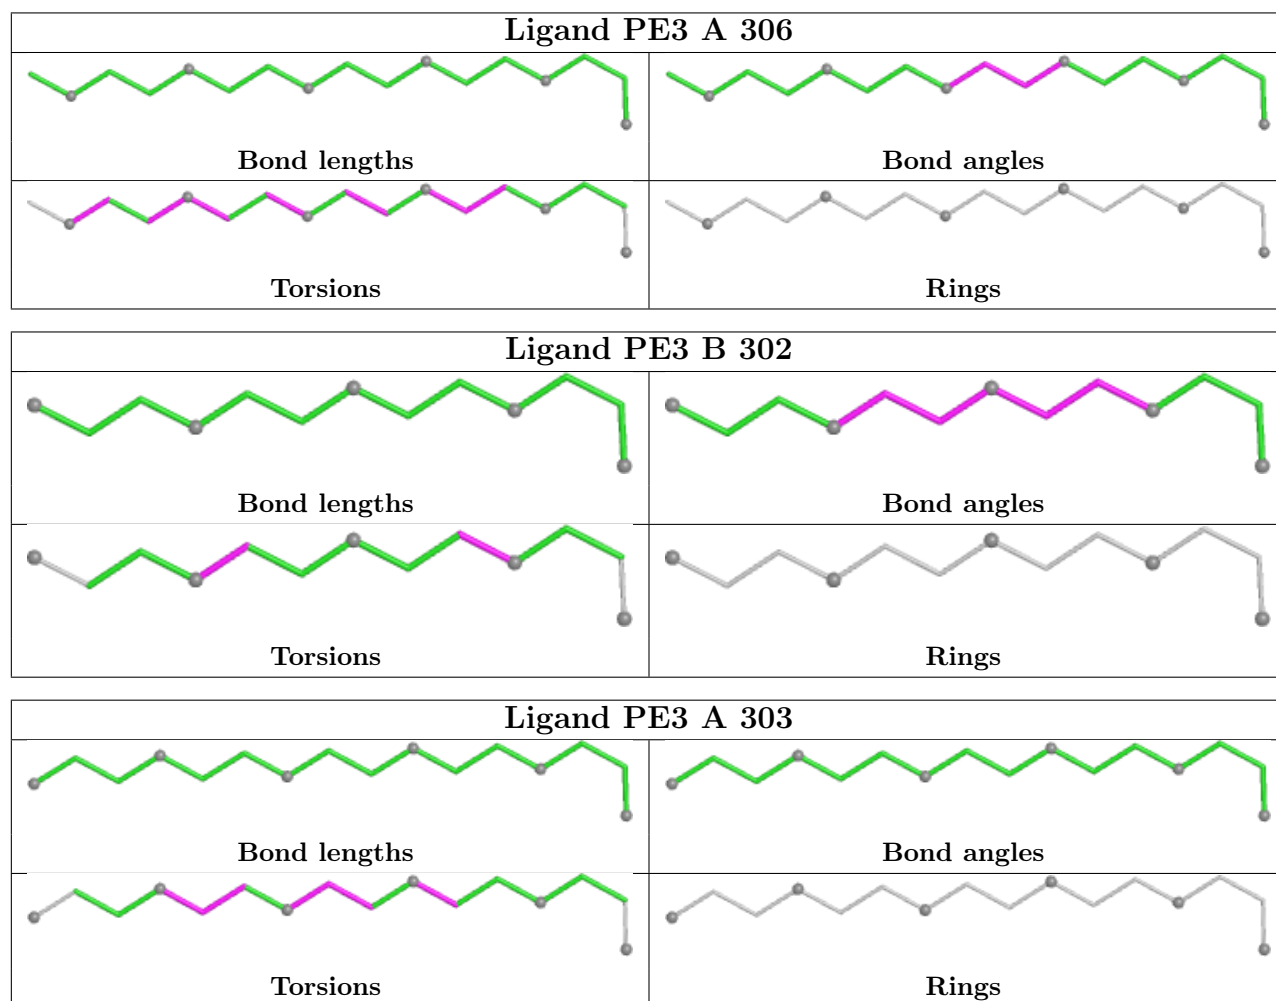 Ligand PE3 A 306
Bond lengths Bond angles
Torsions Rings
Ligand PE3 B 302
Bond lengths Bond angles
Torsions Rings
Ligand PE3 A 303
Bond lengths Bond angles
Torsions Rings